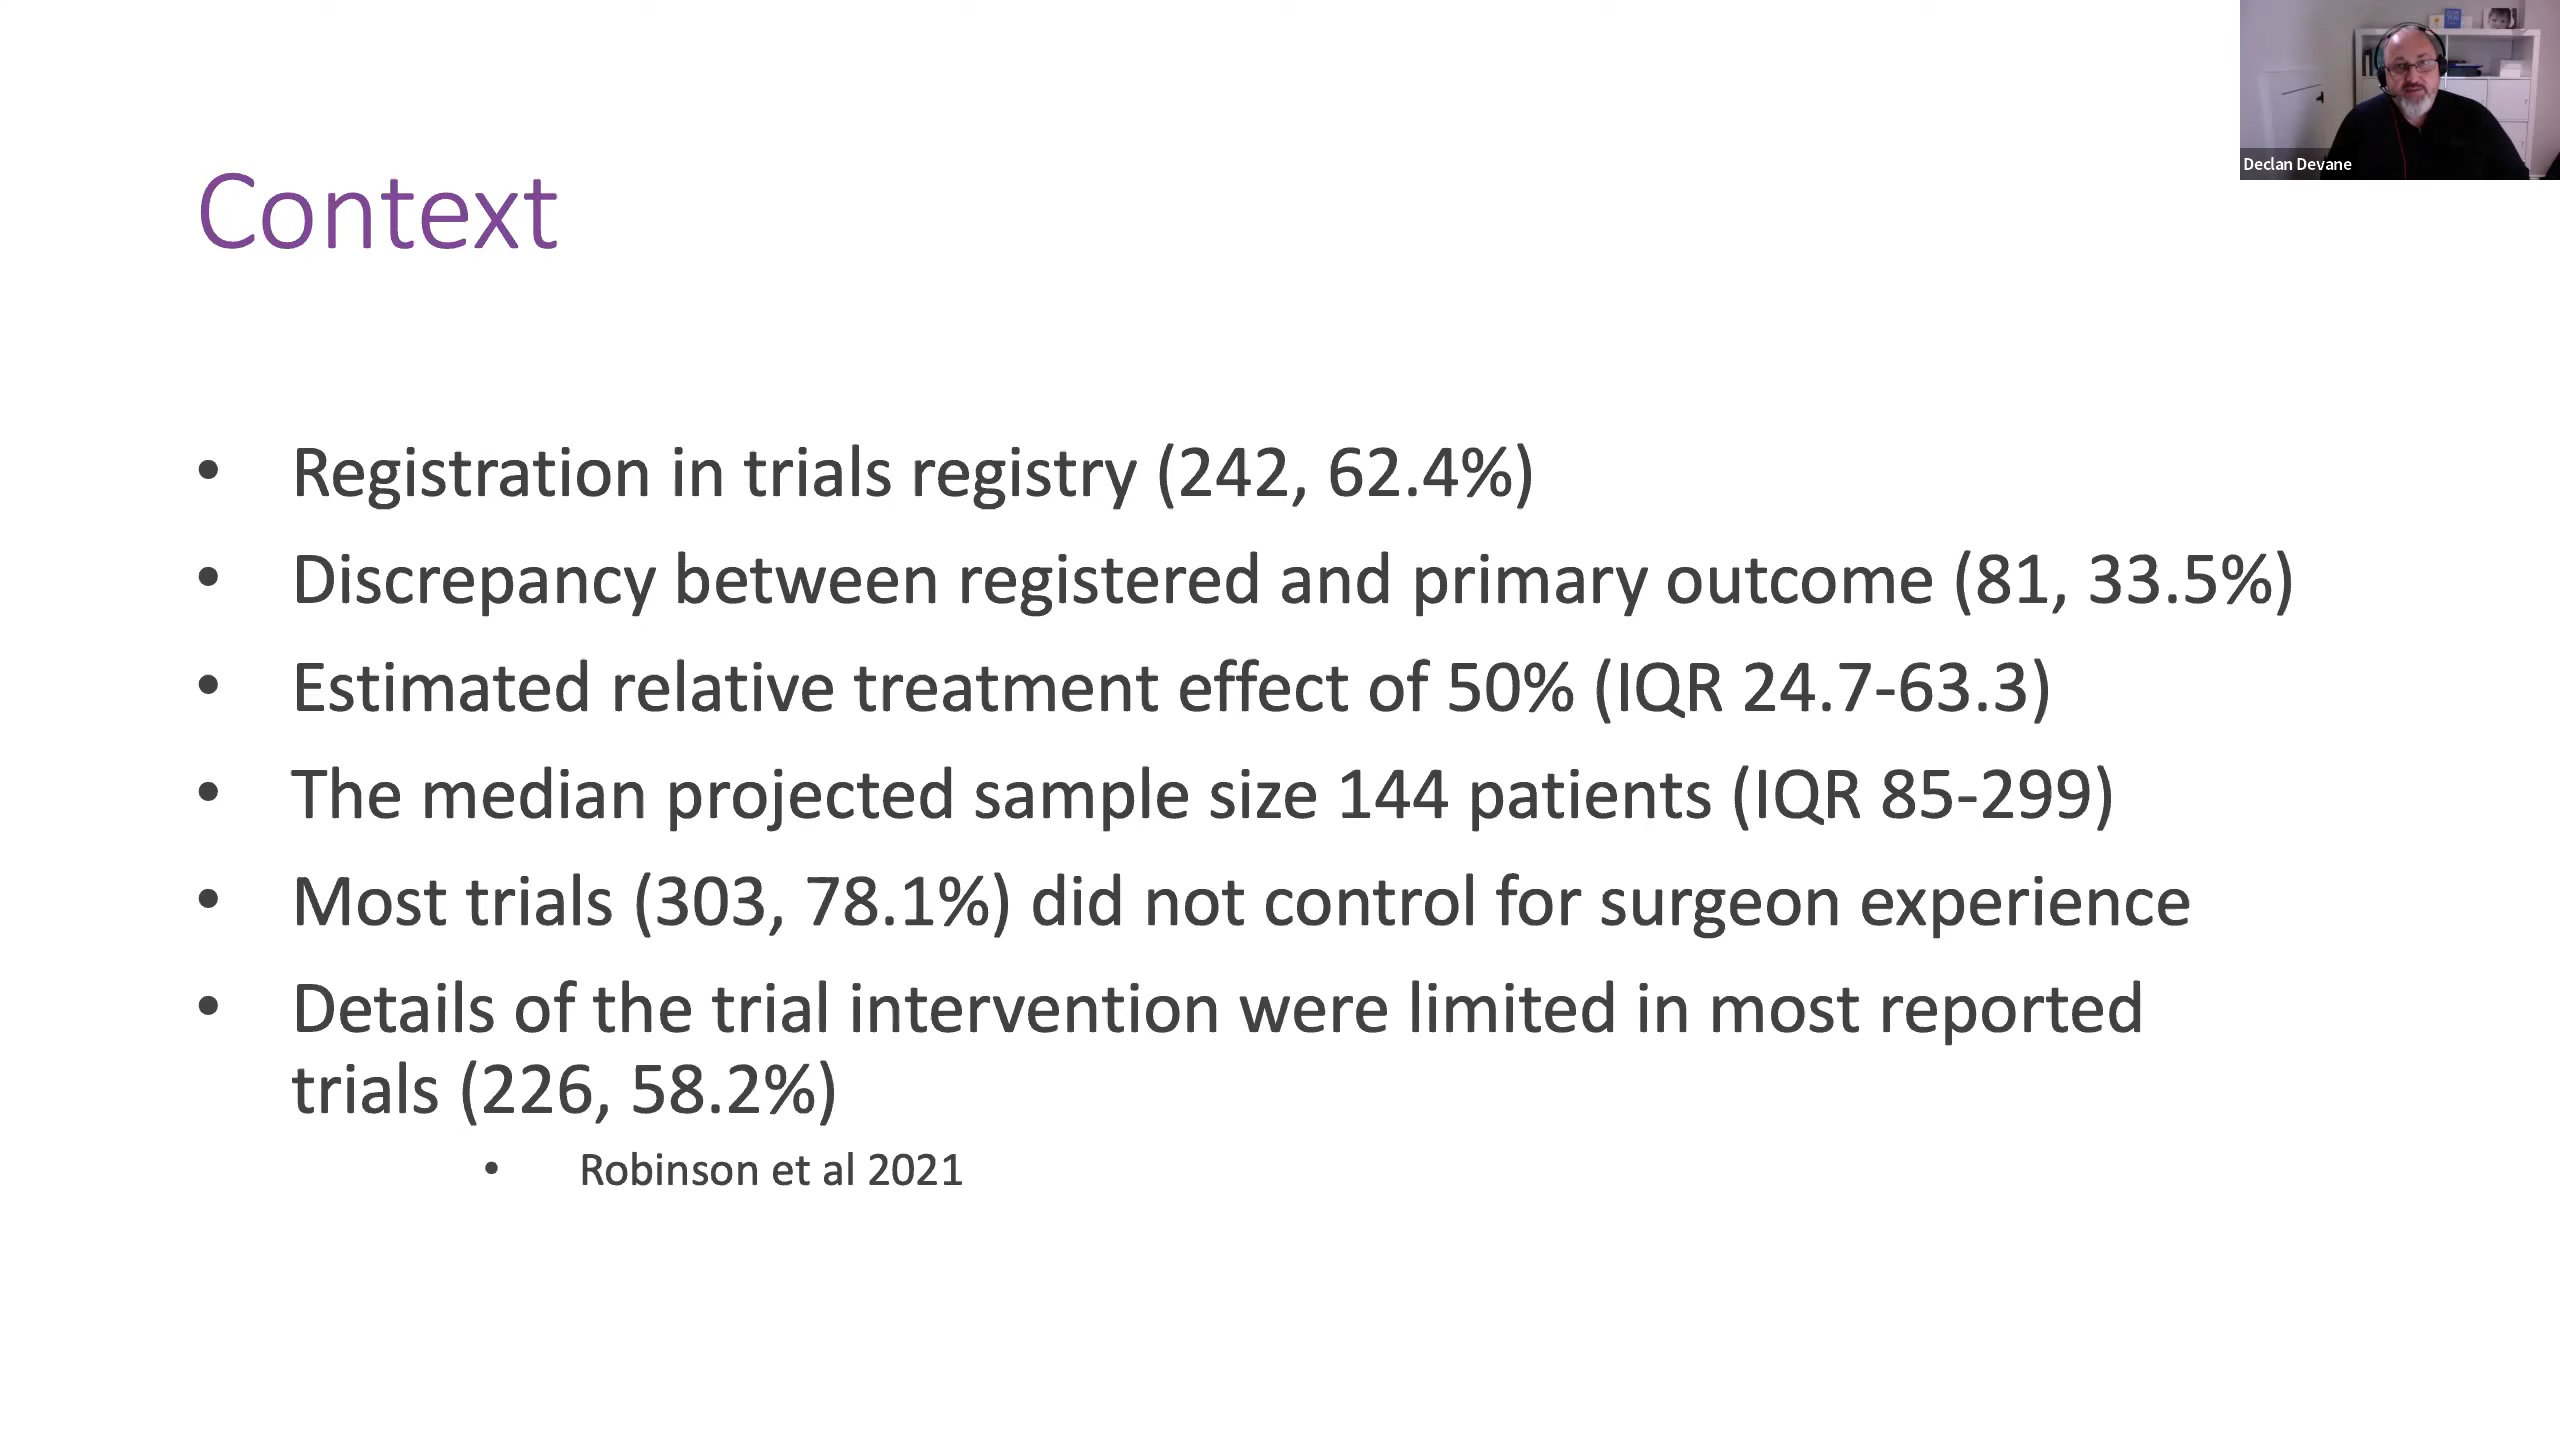 Declan Devane
Context
• Registration in trials registry (242, 62.4%)
• Discrepancy between registered and primary outcome (81, 33.5%)
• Estimated relative treatment effect of 50% (IQR 24.7-63.3)
• The median projected sample size 144 patients (IQR 85-299)
• Most trials (303, 78.1%) did not control for surgeon experience
• Details of the trial intervention were limited in most reported
trials (226, 58.2%)
• Robinson et al 2021